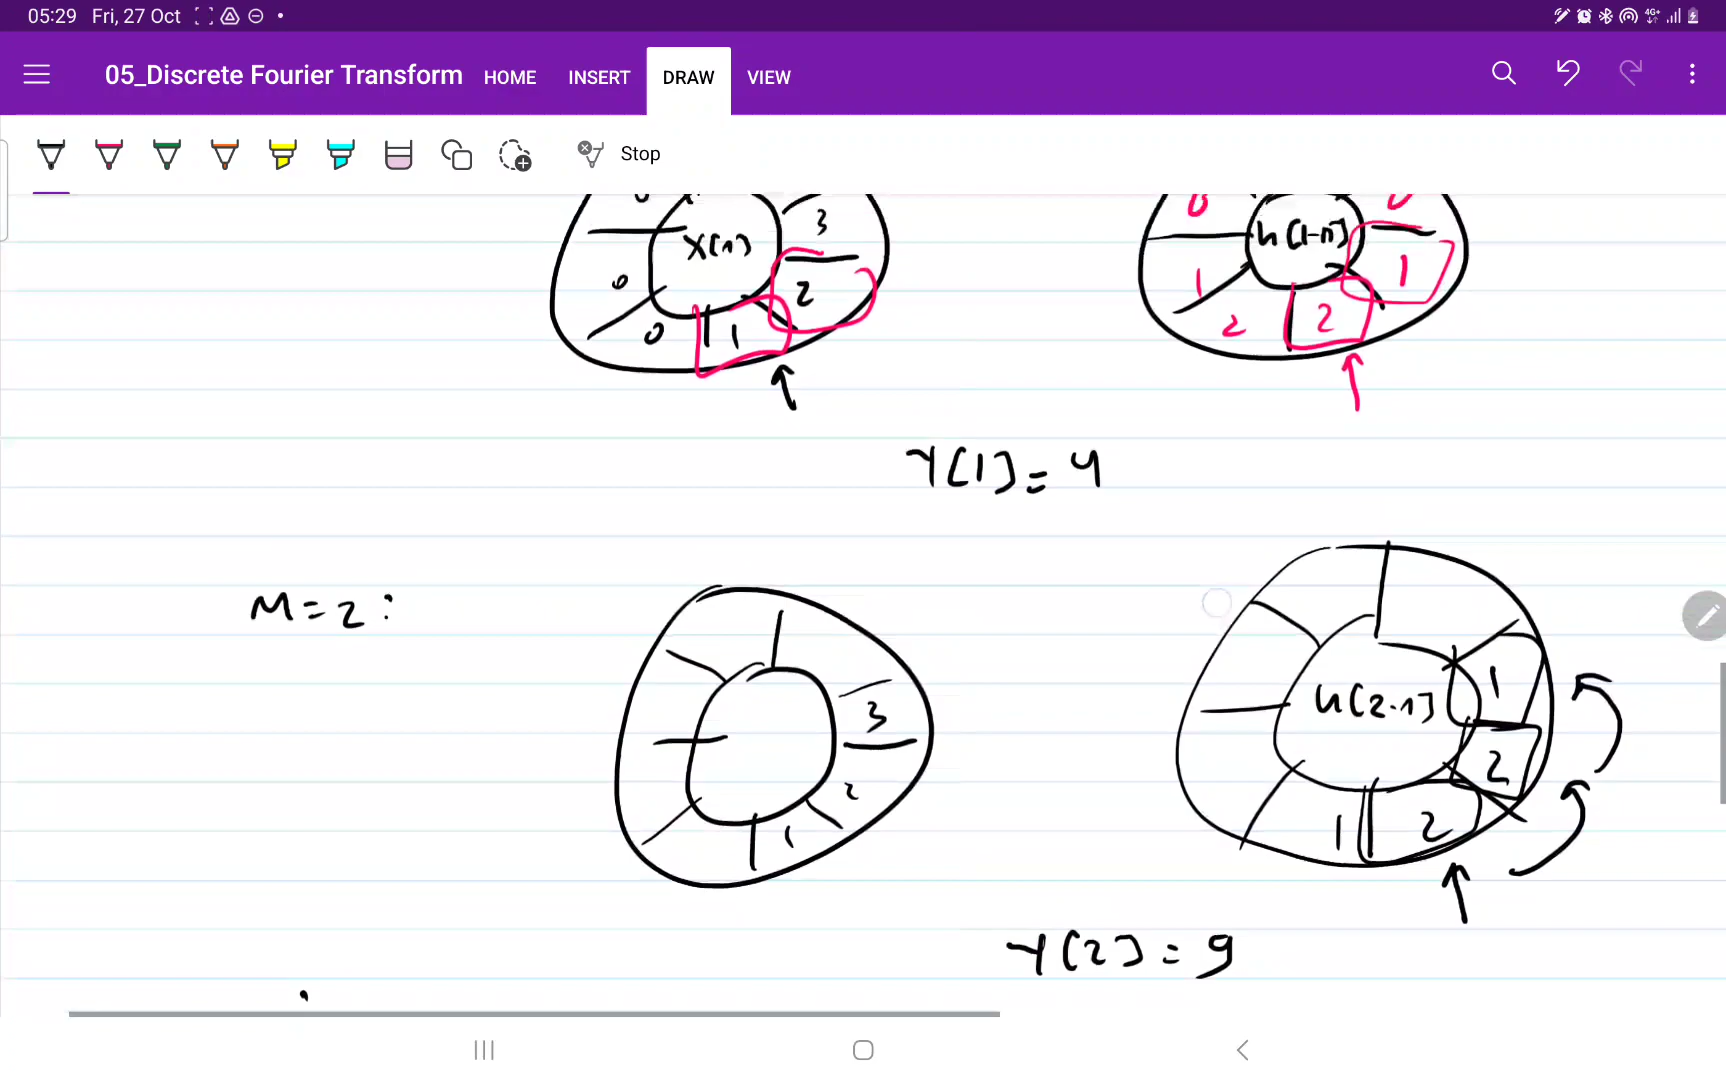 05:29 Fri, 27 Oct 4G+
05_Discrete Fourier Transform HOME INSERT DRAW VIEW
Stop
x[n] 3 2 1 0 0
h[1-n] 0 0 1 2 2 1
Y[1] = 4
M=2:
3 2 1
h[2-n] 1 2 2 1
Y[2] = 9